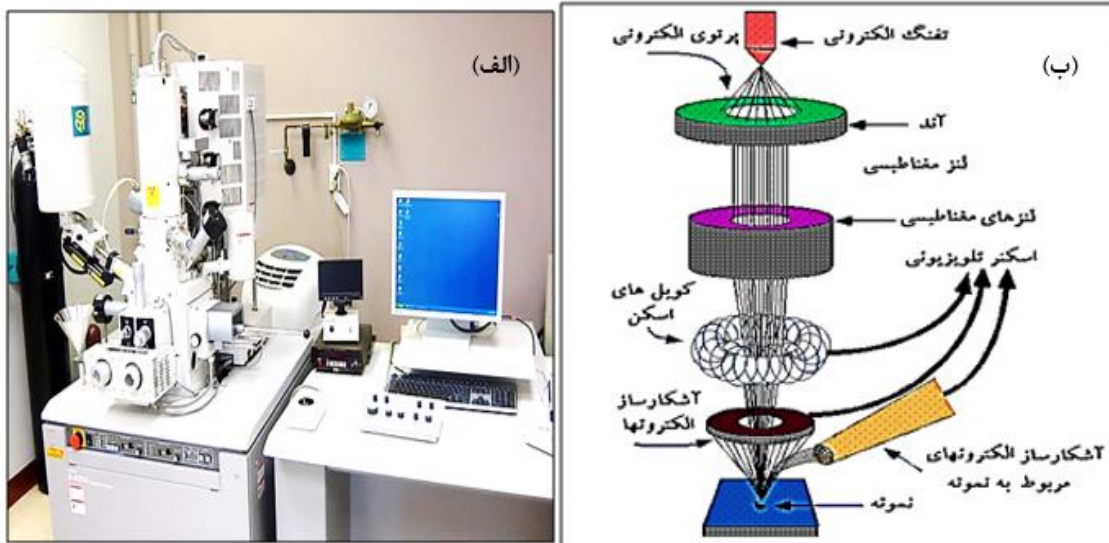 (الف)
(ب)
تفنگ الکترونی
پرتوی الکترونی
آند
لنز مغناطیسی
لنزهای مغناطیسی
اسکنر تلویزیونی
کویل های
اسکن
آشکارساز
الکترونها
آشکارساز الکترونهای
مربوط به نمونه
نمونه